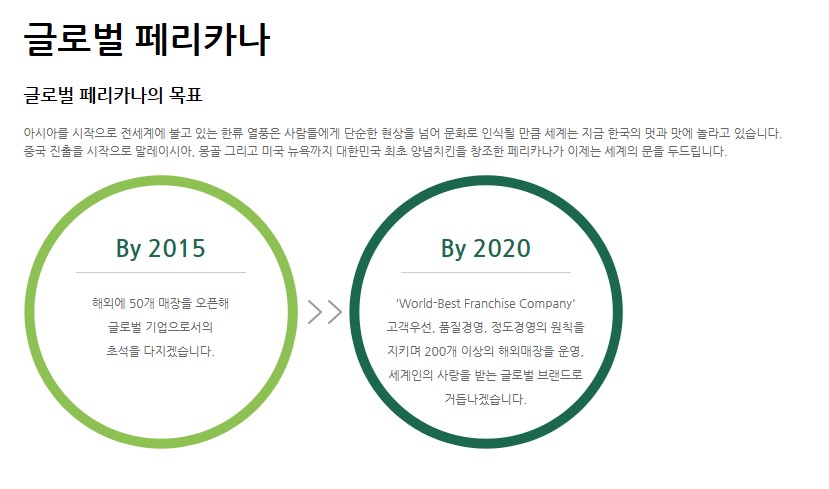 글로벌 페리카나
글로벌 페리카나의 목표
아시아를 시작으로 전세계에 불고 있는 한류 열풍은 사람들에게 단순한 현상을 넘어 문화로 인식될 만큼 세계는 지금 한국의 멋과 맛에 놀라고 있습니다.
중국 진출을 시작으로 말레이시아, 몽골 그리고 미국 뉴욕까지 대한민국 최초 양념치킨을 창조한 페리카나가 이제는 세계의 문을 두드립니다.
By 2015
해외에 50개 매장을 오픈해
글로벌 기업으로서의
초석을 다지겠습니다.
By 2020
'World-Best Franchise Company'
고객우선, 품질경영, 정도경영의 원칙을
지키며 200개 이상의 해외매장을 운영,
세계인의 사랑을 받는 글로벌 브랜드로
거듭나겠습니다.